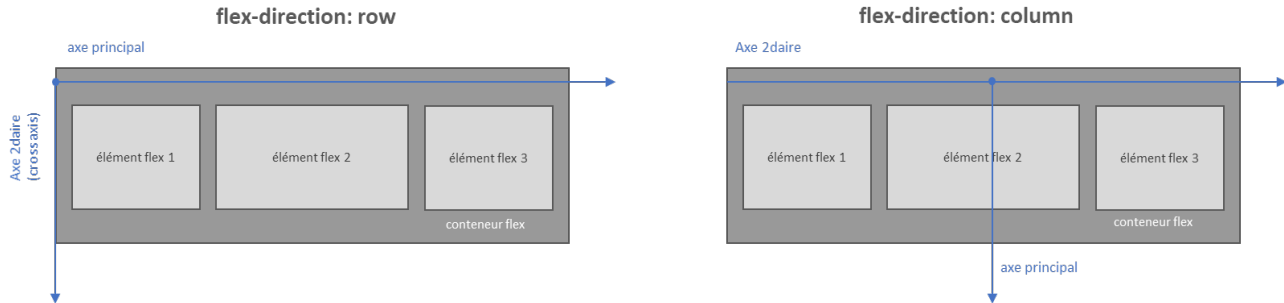 flex-direction: row
axe principal
Axe 2daire
(cross axis)
élément flex 1
élément flex 2
élément flex 3
conteneur flex
flex-direction: column
Axe 2daire
élément flex 1
élément flex 2
élément flex 3
conteneur flex
axe principal